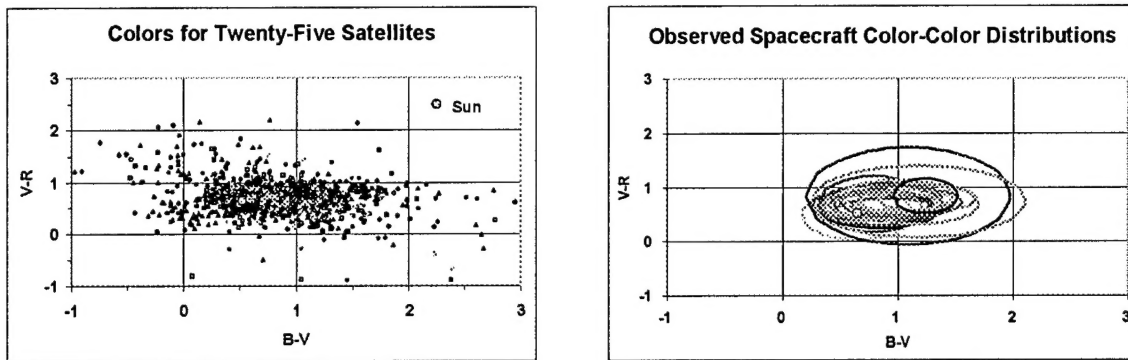 Colors for Twenty-Five Satellites
3
2
1
0
-1
V-R
Sun
-1
0
1
2
3
B-V
Observed Spacecraft Color-Color Distributions
3
2
1
0
-1
V-R
-1
0
1
2
3
B-V